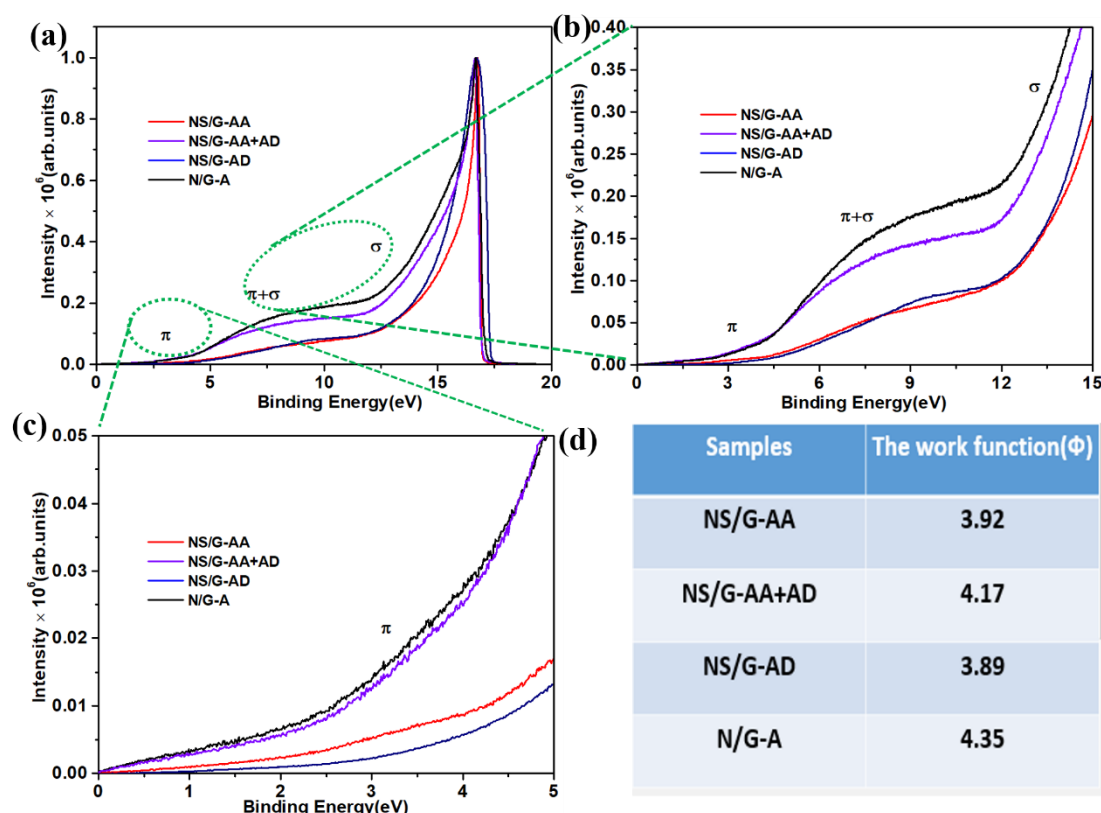 (a)
Intensity × 10⁶(arb.units)
1.0
0.8
0.6
0.4
0.2
0.0
NS/G-AA
NS/G-AA+AD
NS/G-AD
N/G-A
π
π+σ
σ
0 5 10 15 20
Binding Energy(eV)
(b)
Intensity × 10⁶(arb.units)
0.40
0.35
0.30
0.25
0.20
0.15
0.10
0.05
0.00
NS/G-AA
NS/G-AA+AD
NS/G-AD
N/G-A
π
π+σ
σ
0 3 6 9 12 15
Binding Energy(eV)
(c)
Intensity × 10⁶(arb.units)
0.05
0.04
0.03
0.02
0.01
0.00
NS/G-AA
NS/G-AA+AD
NS/G-AD
N/G-A
π
0 1 2 3 4 5
Binding Energy(eV)
(d)
Samples The work function(Φ)
NS/G-AA 3.92
NS/G-AA+AD 4.17
NS/G-AD 3.89
N/G-A 4.35